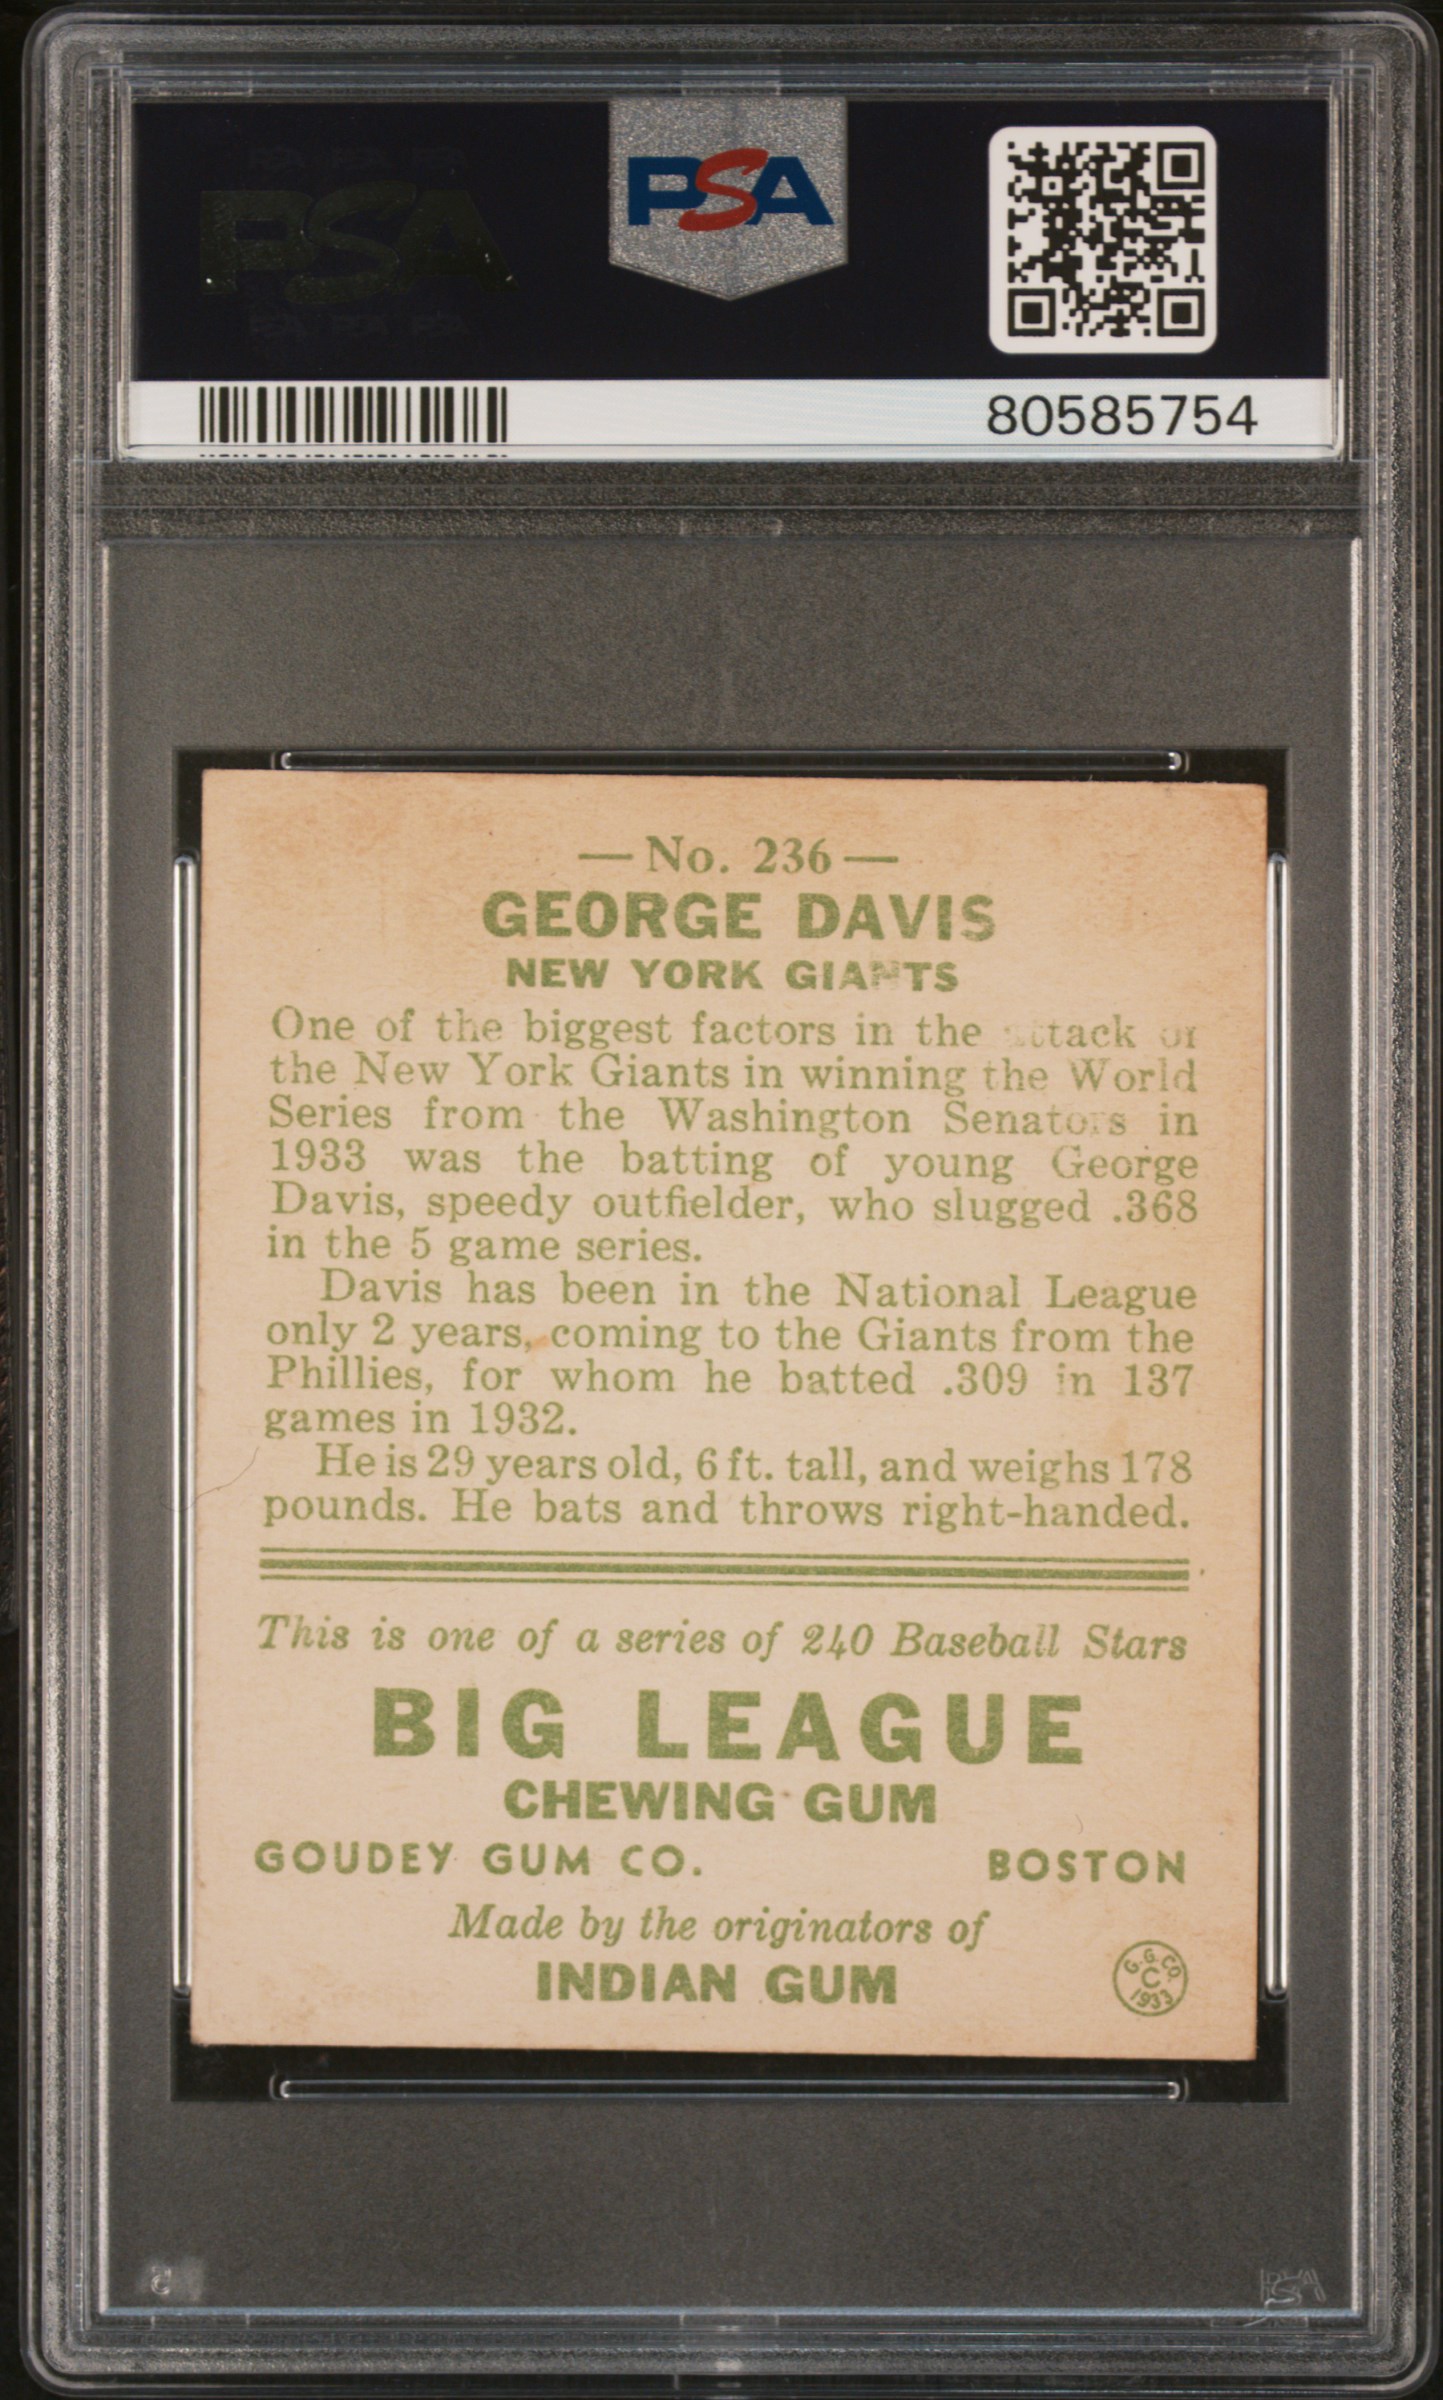 PSA
PSA
80585754
— No. 236 —
GEORGE DAVIS
NEW YORK GIANTS
One of the biggest factors in the attack of
the New York Giants in winning the World
Series from the Washington Senators in
1933 was the batting of young George
Davis, speedy outfielder, who slugged .368
in the 5 game series.
Davis has been in the National League
only 2 years, coming to the Giants from the
Phillies, for whom he batted .309 in 137
games in 1932.
He is 29 years old, 6 ft. tall, and weighs 178
pounds. He bats and throws right-handed.
This is one of a series of 240 Baseball Stars
BIG LEAGUE
CHEWING GUM
GOUDEY GUM CO. BOSTON
Made by the originators of
INDIAN GUM
G. G. CO.
C
1933
PSA